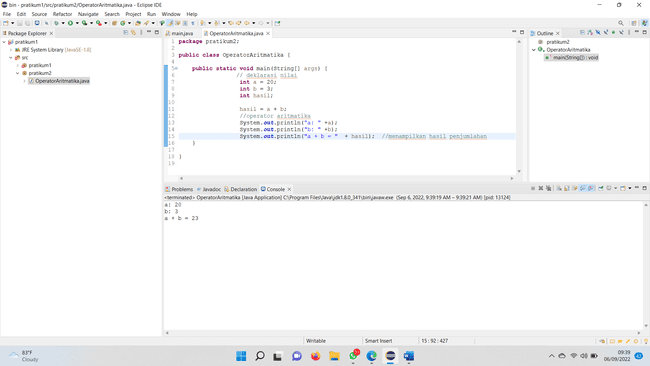 bin - pratikum1/src/pratikum2/OperatorAritmatika.java - Eclipse IDE
File Edit Source Refactor Navigate Search Project Run Window Help
Package Explorer
pratikum1
JRE System Library [JavaSE-1.8]
src
pratikum1
pratikum2
OperatorAritmatika.java
main.java OperatorAritmatika.java
1 package pratikum2;
2
3 public class OperatorAritmatika {
4
5 public static void main(String[] args) {
6 // deklarasi nilai
7 int a = 20;
8 int b = 3;
9 int hasil;
10
11 hasil = a + b;
12 //operator aritmatika
13 System.out.println("a: " +a);
14 System.out.println("b: " +b);
15 System.out.println("a + b = " + hasil); //menampilkan hasil penjumlahan
16 }
17
18 }
19
Outline
pratikum2
OperatorAritmatika
main(String[]) : void
Problems Javadoc Declaration Console
<terminated> OperatorAritmatika [Java Application] C:\Program Files\Java\jdk1.8.0_341\bin\javaw.exe (Sep 6, 2022, 9:39:19 AM – 9:39:21 AM) [pid: 13124]
a: 20
b: 3
a + b = 23
Writable Smart Insert 15 : 92 : 427
83°F
Cloudy
09:39
06/09/2022